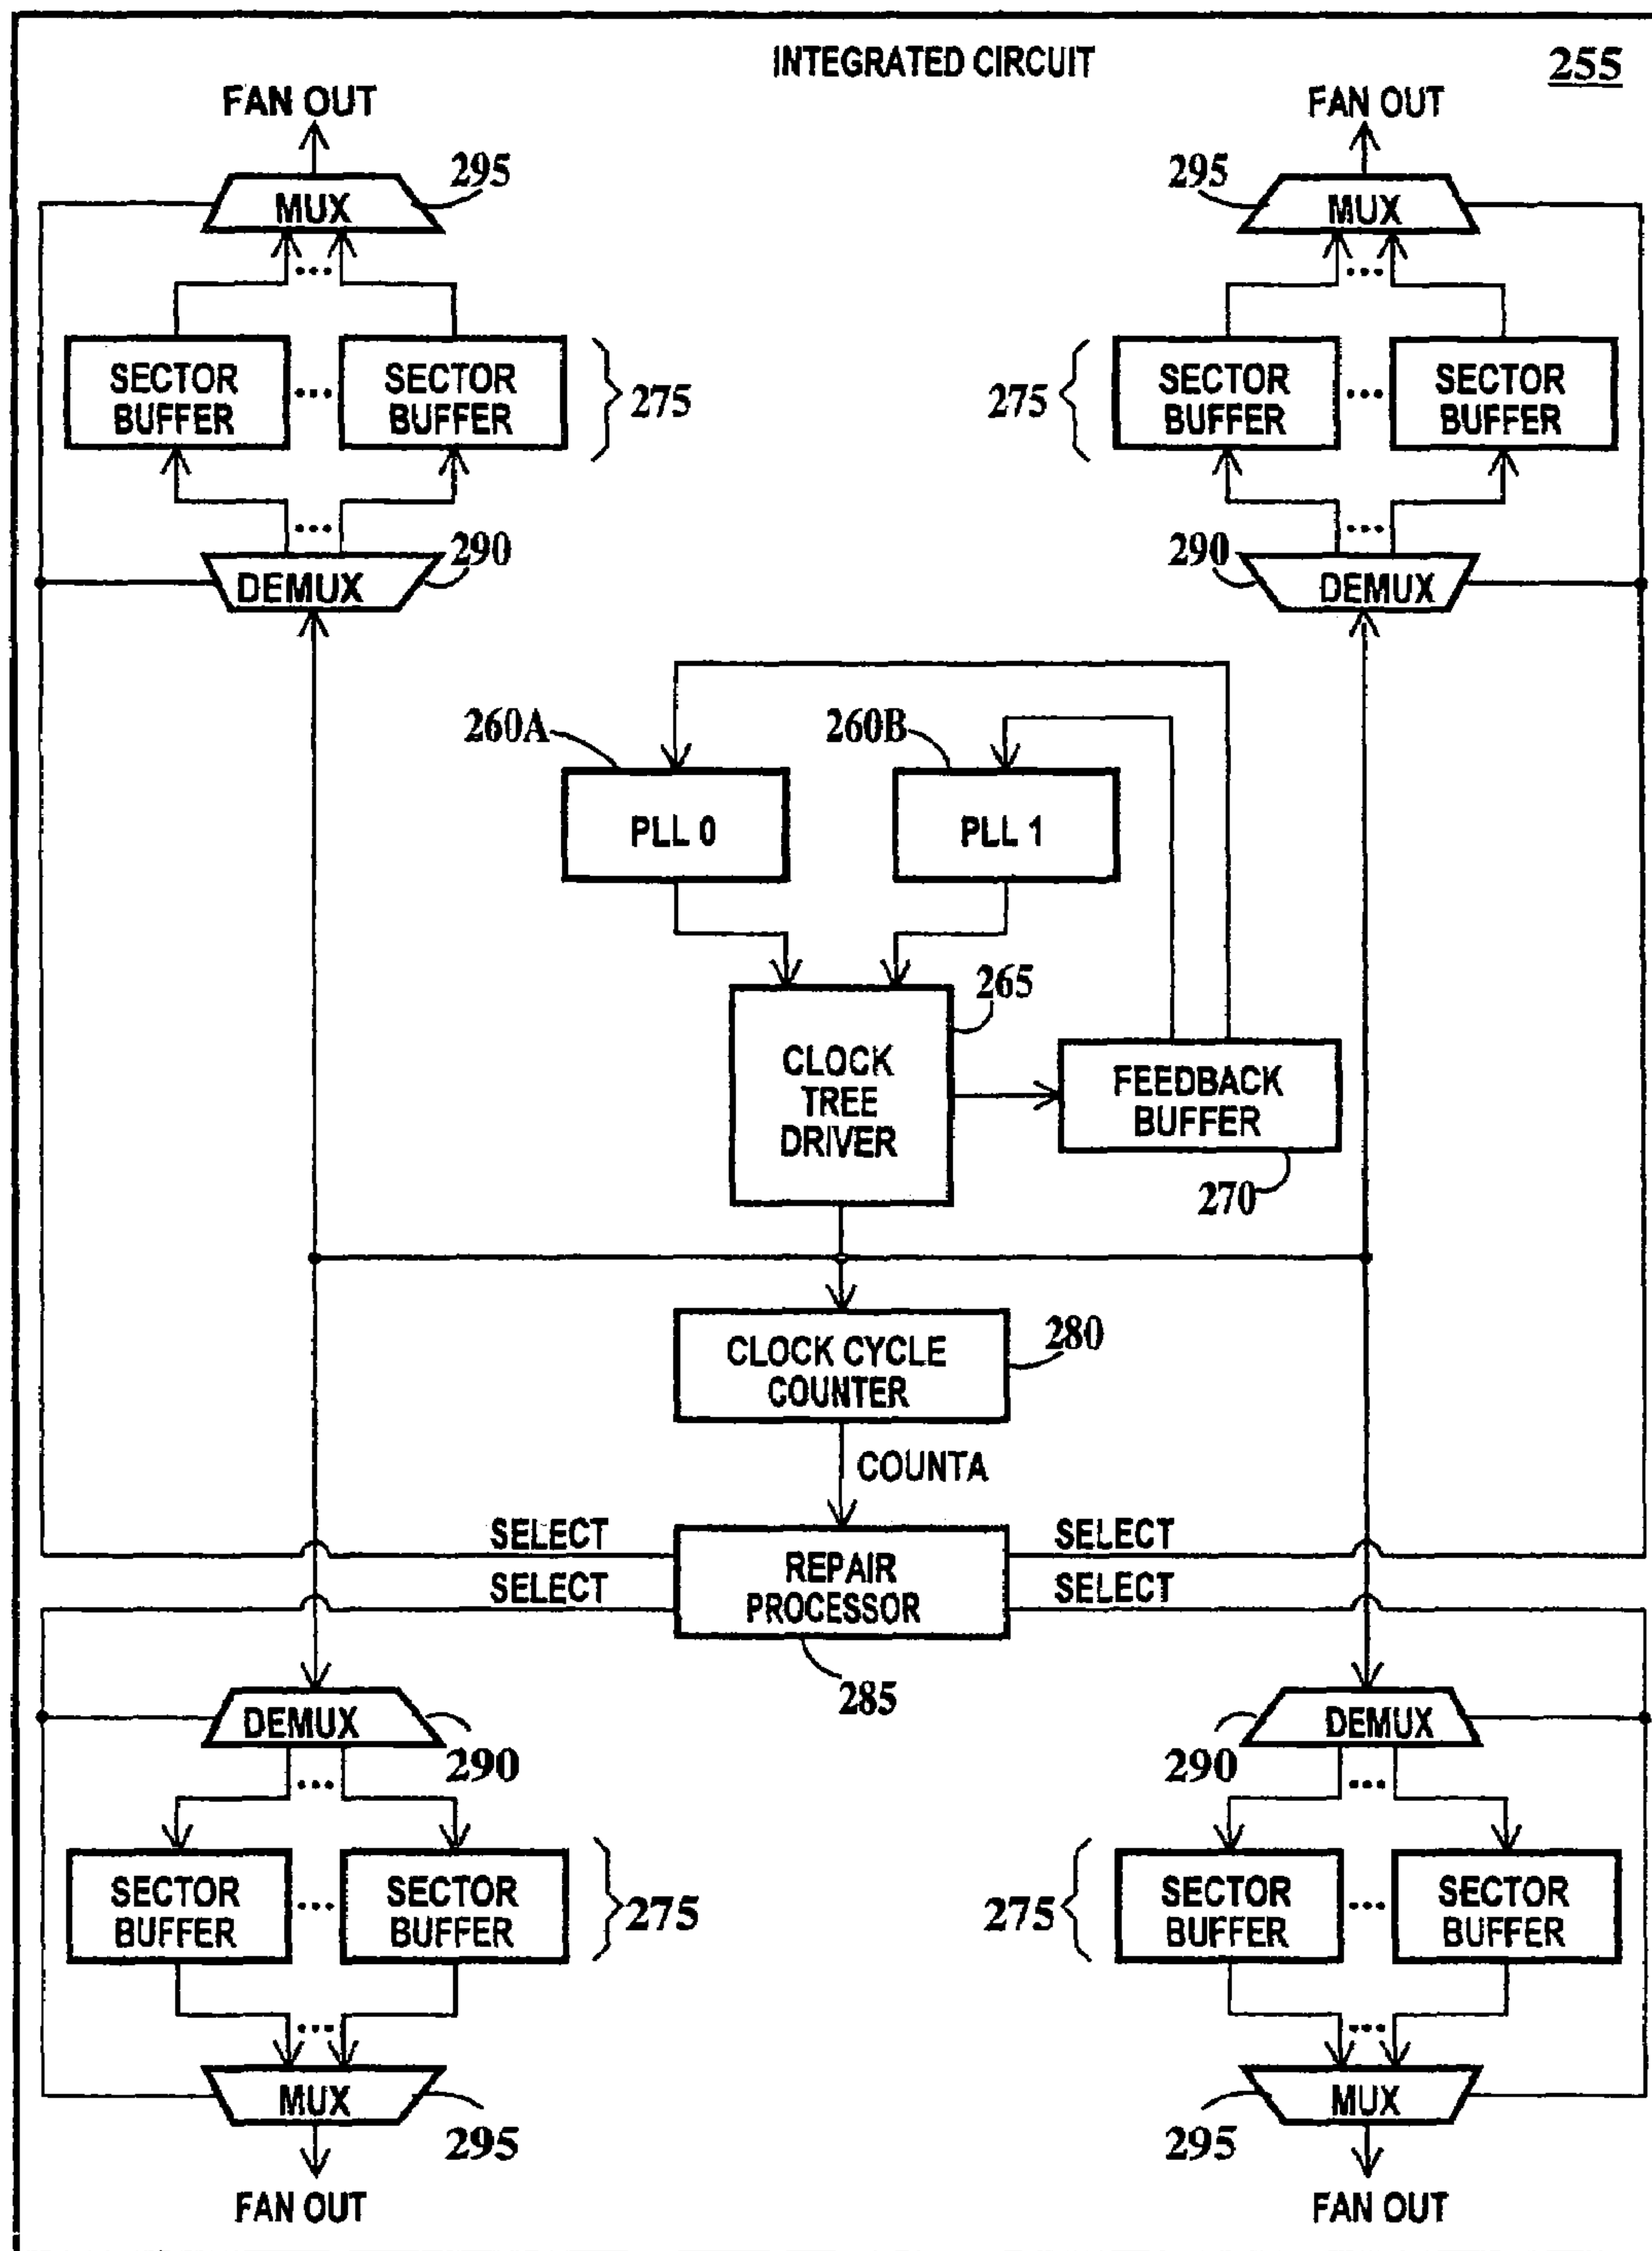 INTEGRATED CIRCUIT
255
FAN OUT
FAN OUT
295
295
MUX
MUX
...
...
SECTOR BUFFER
...
SECTOR BUFFER
275
275
SECTOR BUFFER
...
SECTOR BUFFER
...
...
290
290
DEMUX
DEMUX
260A
260B
PLL 0
PLL 1
265
CLOCK
TREE
DRIVER
FEEDBACK
BUFFER
270
280
CLOCK CYCLE
COUNTER
COUNTA
SELECT
SELECT
REPAIR
PROCESSOR
SELECT
SELECT
285
DEMUX
DEMUX
290
290
...
...
SECTOR BUFFER
...
SECTOR BUFFER
275
275
SECTOR BUFFER
...
SECTOR BUFFER
...
...
MUX
MUX
295
295
FAN OUT
FAN OUT